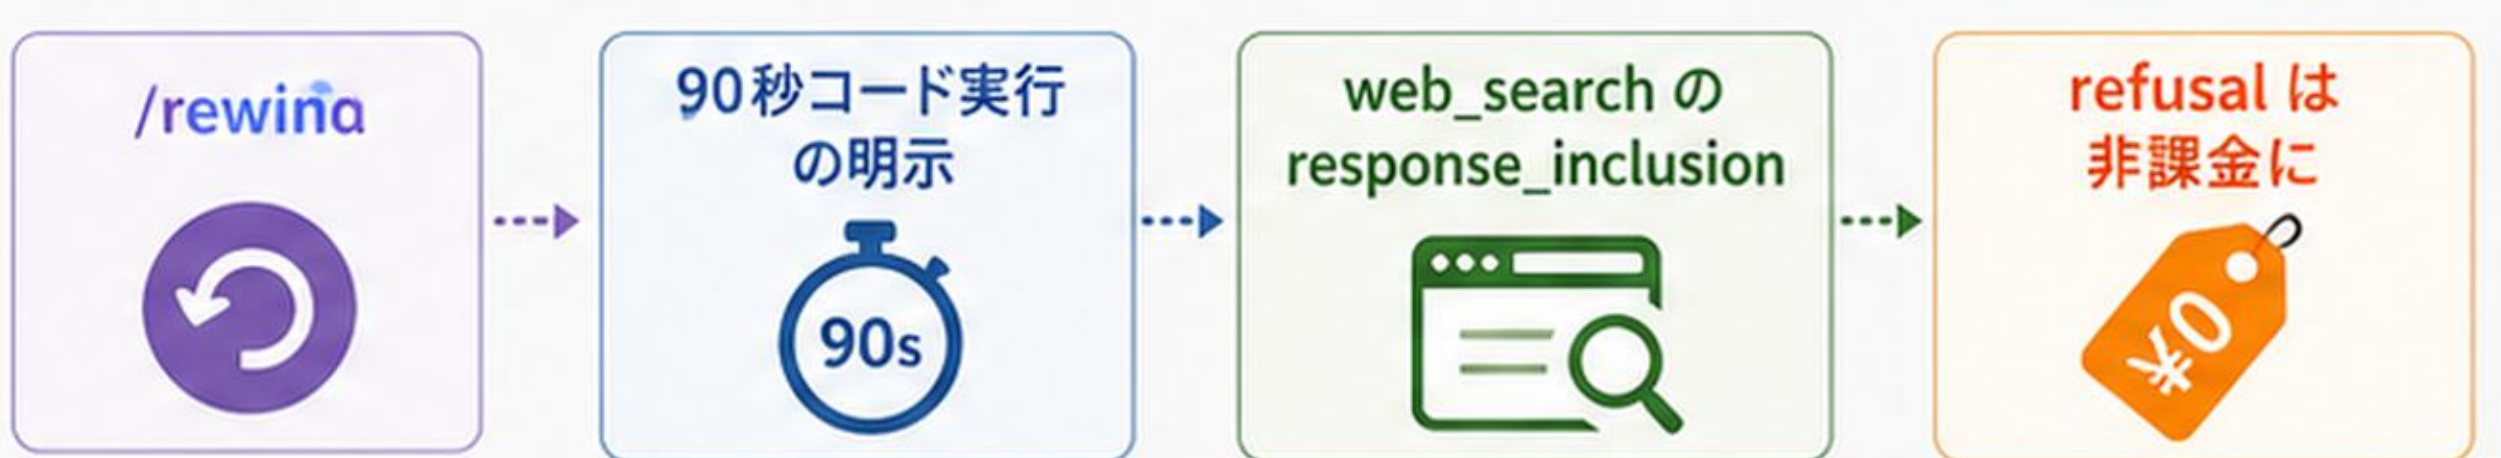 /rewina
90秒コード実行
の明示
90s
web_search の
response_inclusion
refusal は
非課金に
¥0